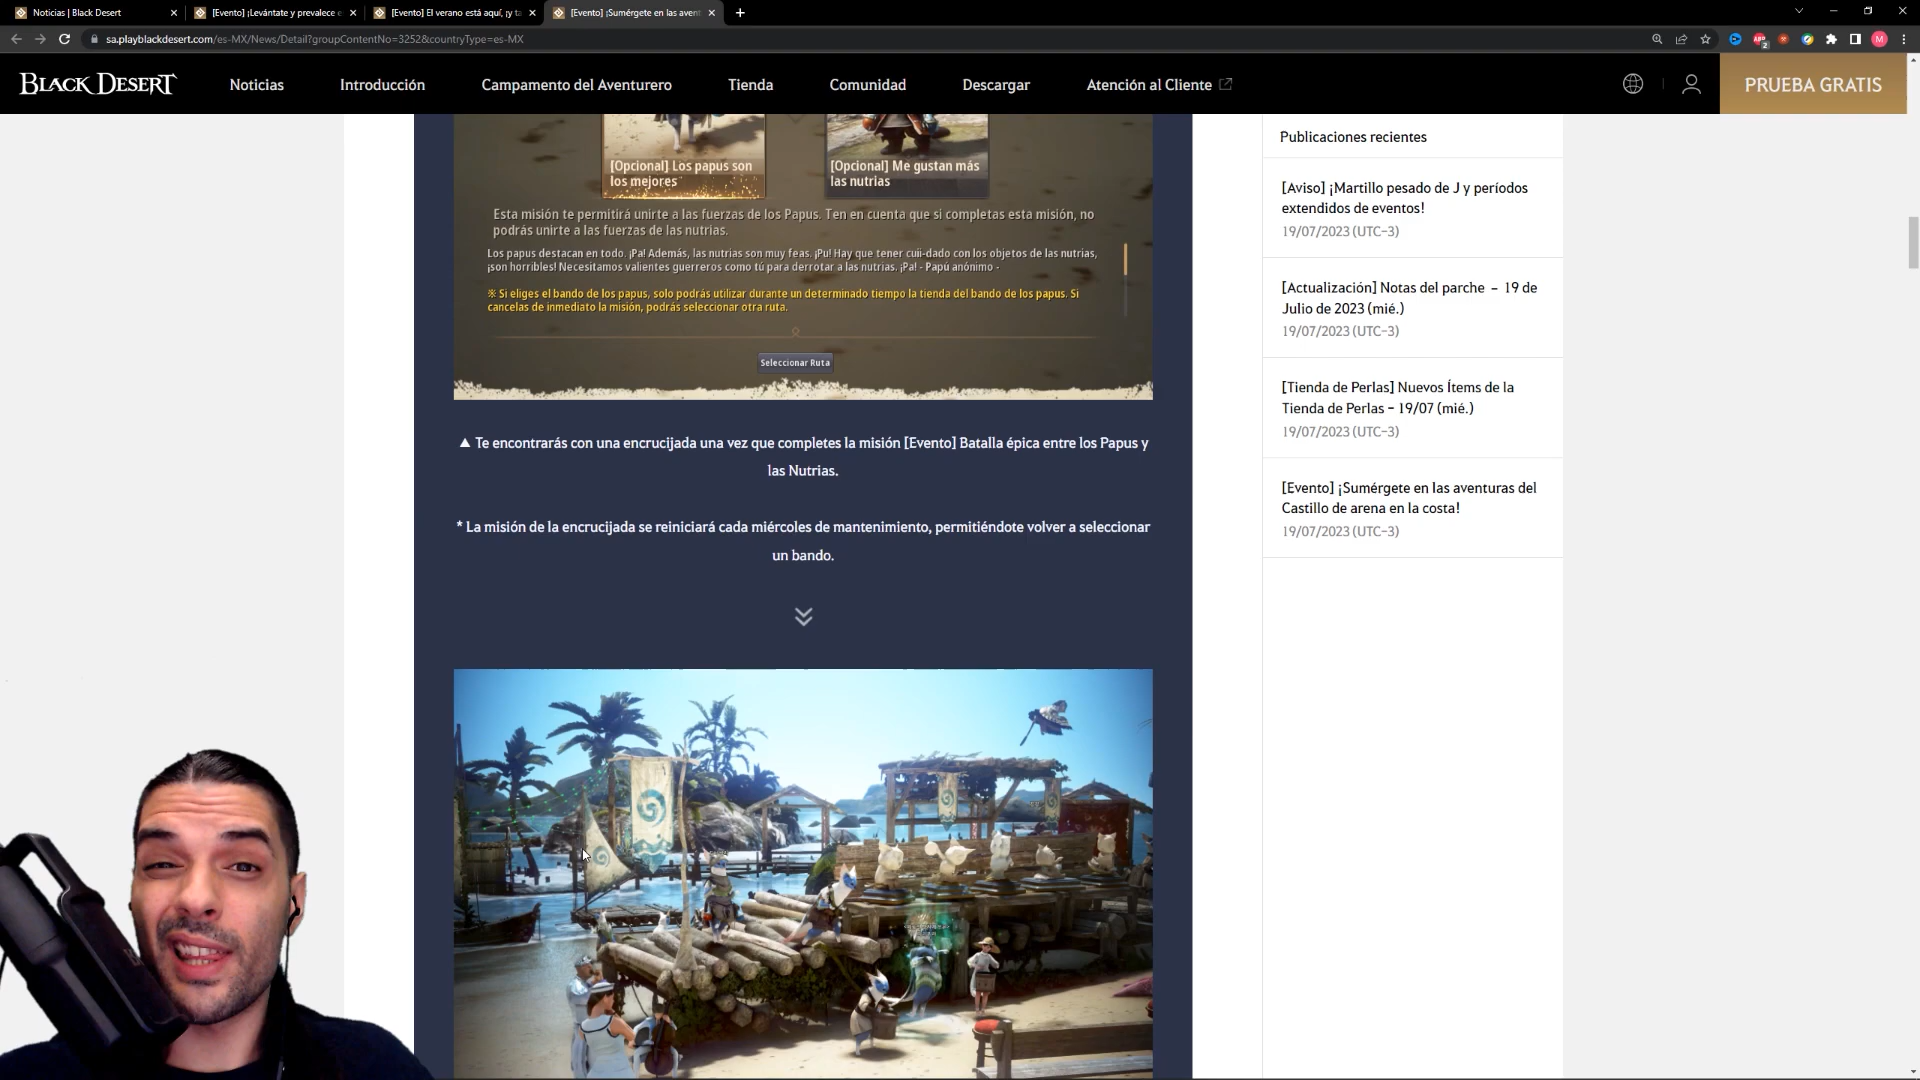 Noticias | Black Desert
[Evento] ¡Levántate y prevalece e
[Evento] El verano está aquí, ¡y ta
[Evento] ¡Sumérgete en las aven
sa.playblackdesert.com/es-MX/News/Detail?groupContentNo=3252&countryType=es-MX
BLACK DESERT
Noticias
Introducción
Campamento del Aventurero
Tienda
Comunidad
Descargar
Atención al Cliente
PRUEBA GRATIS
[Opcional] Los papus son
los mejores
[Opcional] Me gustan más
las nutrias
Esta misión te permitirá unirte a las fuerzas de los Papus. Ten en cuenta que si completas esta misión, no
podrás unirte a las fuerzas de las nutrias.
Los papus destacan en todo. ¡Pa! Además, las nutrias son muy feas. ¡Pu! Hay que tener cuii-dado con los objetos de las nutrias,
¡son horribles! Necesitamos valientes guerreros como tú para derrotar a las nutrias. ¡Pa! - Papú anónimo -
※ Si eliges el bando de los papus, solo podrás utilizar durante un determinado tiempo la tienda del bando de los papus. Si
cancelas de inmediato la misión, podrás seleccionar otra ruta.
Seleccionar Ruta
▲ Te encontrarás con una encrucijada una vez que completes la misión [Evento] Batalla épica entre los Papus y
las Nutrias.
* La misión de la encrucijada se reiniciará cada miércoles de mantenimiento, permitiéndote volver a seleccionar
un bando.
Publicaciones recientes
[Aviso] ¡Martillo pesado de J y períodos
extendidos de eventos!
19/07/2023 (UTC-3)
[Actualización] Notas del parche – 19 de
Julio de 2023 (mié.)
19/07/2023 (UTC-3)
[Tienda de Perlas] Nuevos Ítems de la
Tienda de Perlas – 19/07 (mié.)
19/07/2023 (UTC-3)
[Evento] ¡Sumérgete en las aventuras del
Castillo de arena en la costa!
19/07/2023 (UTC-3)